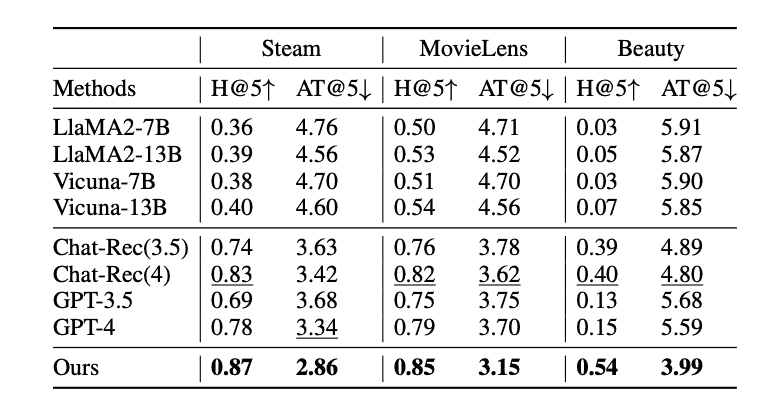 Steam MovieLens Beauty
Methods H@5↑ AT@5↓ H@5↑ AT@5↓ H@5↑ AT@5↓
LlaMA2-7B 0.36 4.76 0.50 4.71 0.03 5.91
LlaMA2-13B 0.39 4.56 0.53 4.52 0.05 5.87
Vicuna-7B 0.38 4.70 0.51 4.70 0.03 5.90
Vicuna-13B 0.40 4.60 0.54 4.56 0.07 5.85
Chat-Rec(3.5) 0.74 3.63 0.76 3.78 0.39 4.89
Chat-Rec(4) 0.83 3.42 0.82 3.62 0.40 4.80
GPT-3.5 0.69 3.68 0.75 3.75 0.13 5.68
GPT-4 0.78 3.34 0.79 3.70 0.15 5.59
Ours 0.87 2.86 0.85 3.15 0.54 3.99